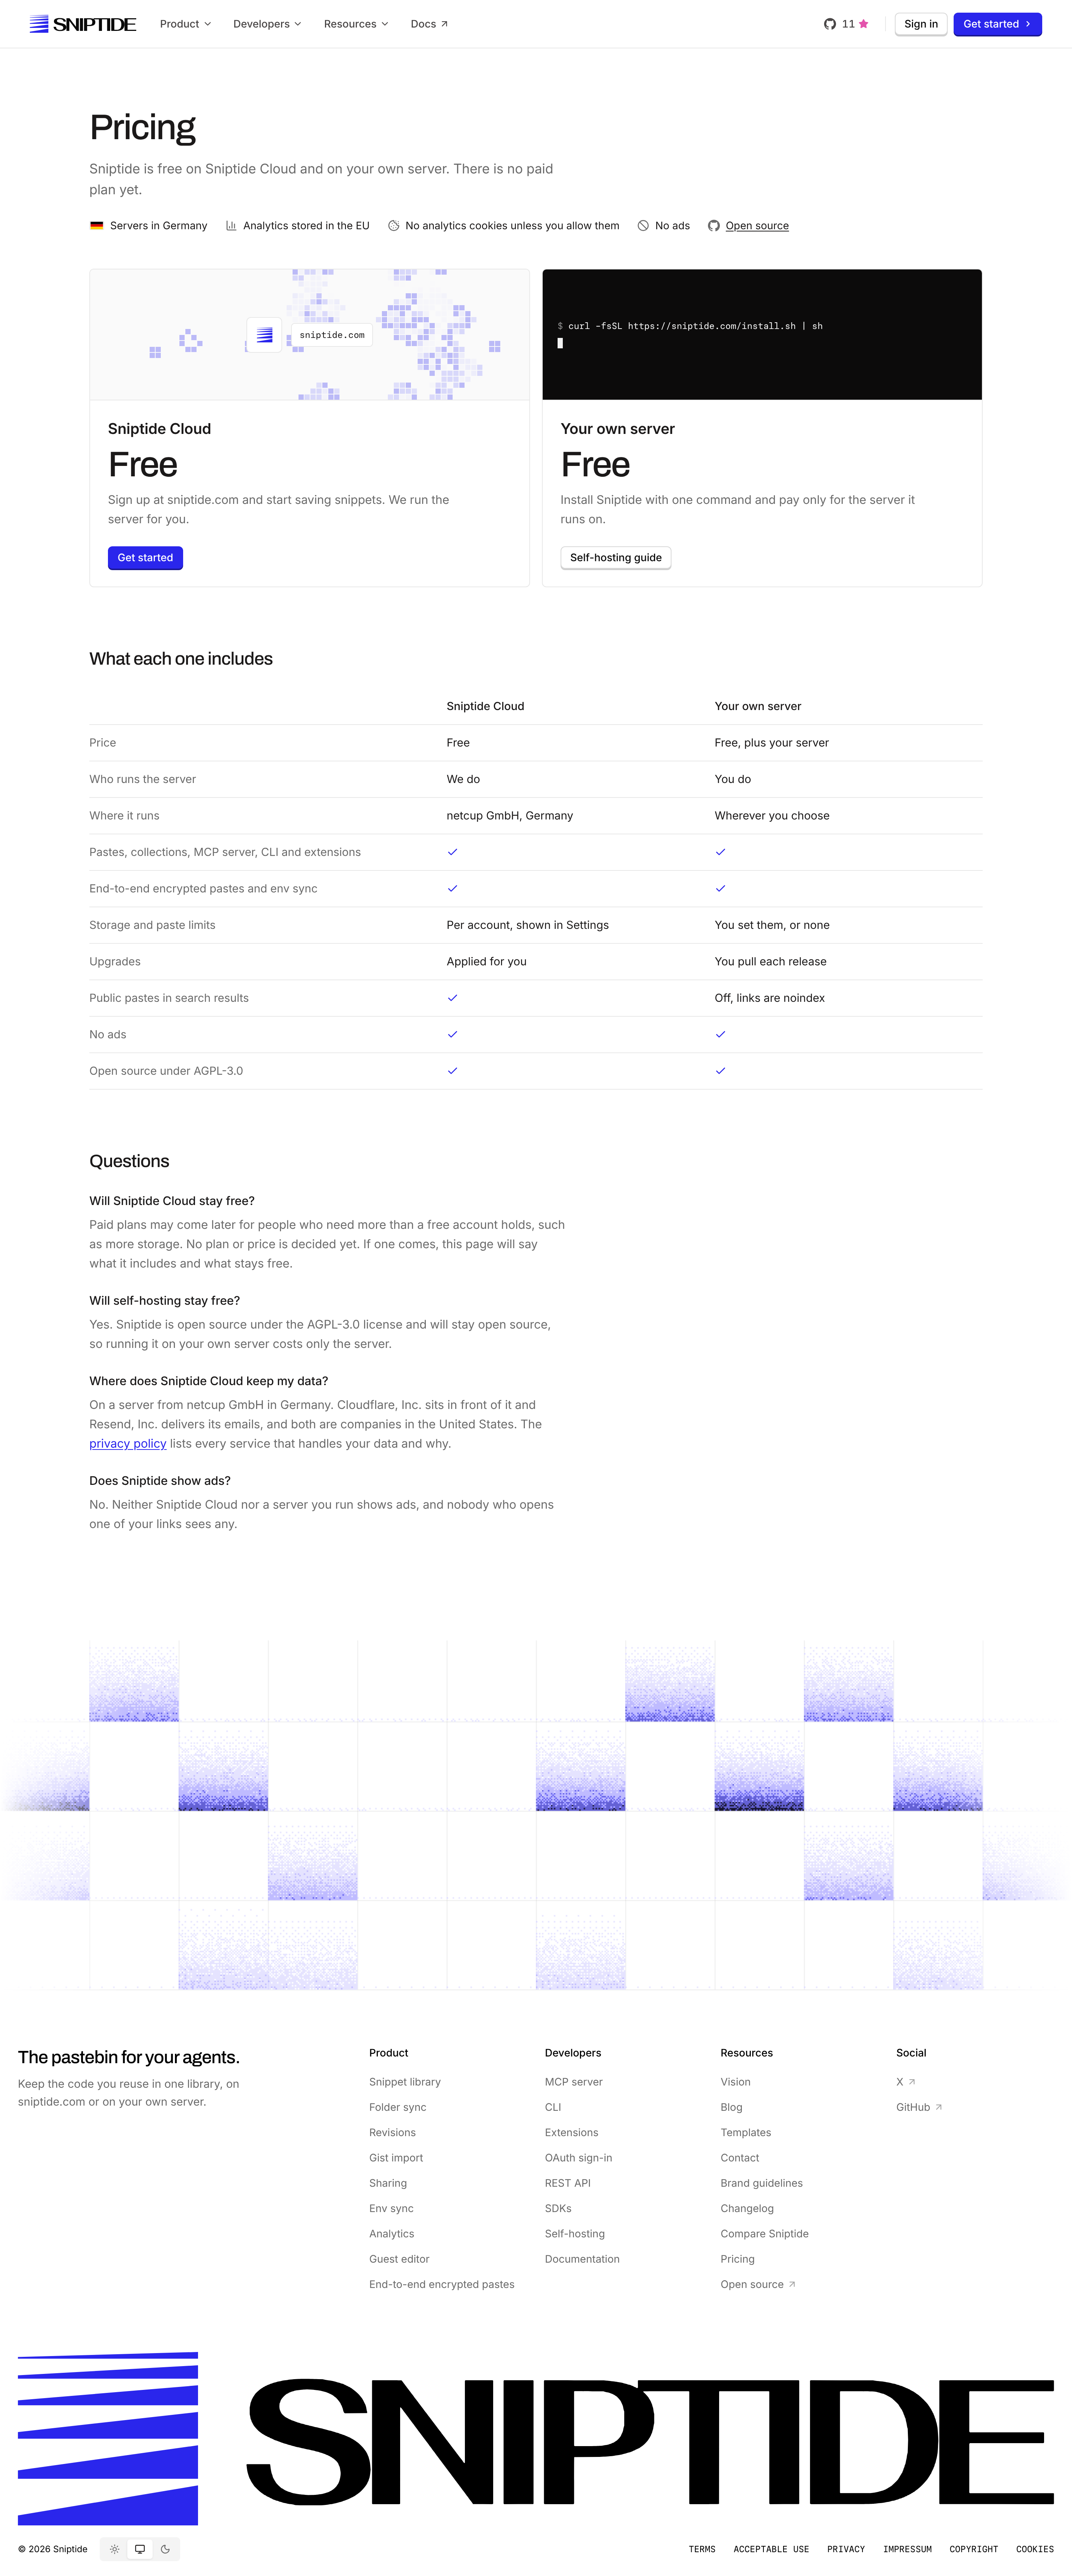 SNIPTIDE
Product
Developers
Resources
Docs
11
Sign in
Get started
Pricing
Sniptide is free on Sniptide Cloud and on your own server. There is no paid
plan yet.
Servers in Germany
Analytics stored in the EU
No analytics cookies unless you allow them
No ads
Open source
sniptide.com
$ curl -fsSL https://sniptide.com/install.sh | sh
Sniptide Cloud
Free
Sign up at sniptide.com and start saving snippets. We run the
server for you.
Get started
Your own server
Free
Install Sniptide with one command and pay only for the server it
runs on.
Self-hosting guide
What each one includes
Sniptide Cloud
Your own server
Price
Free
Free, plus your server
Who runs the server
We do
You do
Where it runs
netcup GmbH, Germany
Wherever you choose
Pastes, collections, MCP server, CLI and extensions
End-to-end encrypted pastes and env sync
Storage and paste limits
Per account, shown in Settings
You set them, or none
Upgrades
Applied for you
You pull each release
Public pastes in search results
Off, links are noindex
No ads
Open source under AGPL-3.0
Questions
Will Sniptide Cloud stay free?
Paid plans may come later for people who need more than a free account holds, such
as more storage. No plan or price is decided yet. If one comes, this page will say
what it includes and what stays free.
Will self-hosting stay free?
Yes. Sniptide is open source under the AGPL-3.0 license and will stay open source,
so running it on your own server costs only the server.
Where does Sniptide Cloud keep my data?
On a server from netcup GmbH in Germany. Cloudflare, Inc. sits in front of it and
Resend, Inc. delivers its emails, and both are companies in the United States. The
privacy policy lists every service that handles your data and why.
Does Sniptide show ads?
No. Neither Sniptide Cloud nor a server you run shows ads, and nobody who opens
one of your links sees any.
The pastebin for your agents.
Keep the code you reuse in one library, on
sniptide.com or on your own server.
Product
Snippet library
Folder sync
Revisions
Gist import
Sharing
Env sync
Analytics
Guest editor
End-to-end encrypted pastes
Developers
MCP server
CLI
Extensions
OAuth sign-in
REST API
SDKs
Self-hosting
Documentation
Resources
Vision
Blog
Templates
Contact
Brand guidelines
Changelog
Compare Sniptide
Pricing
Open source
Social
X
GitHub
SNIPTIDE
© 2026 Sniptide
TERMS
ACCEPTABLE USE
PRIVACY
IMPRESSUM
COPYRIGHT
COOKIES